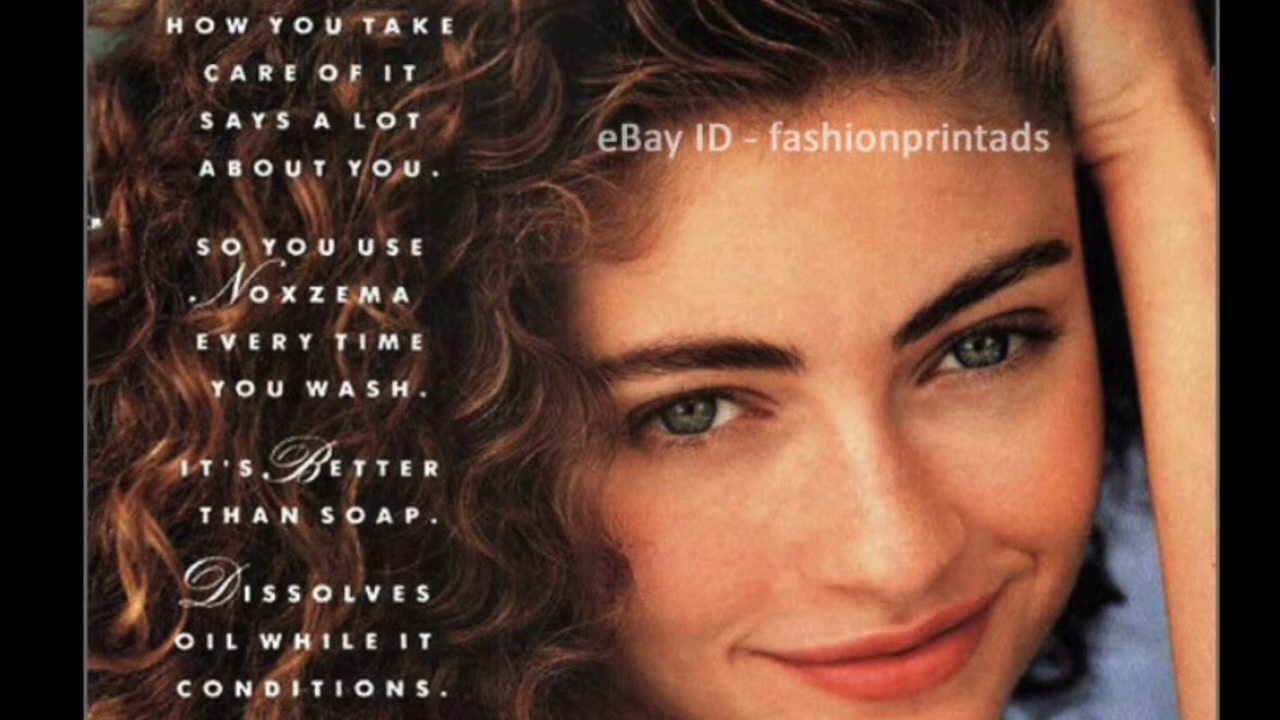 HOW YOU TAKE
CARE OF IT
SAYS A LOT
ABOUT YOU.
eBay ID - fashionprintads
SO YOU USE
NOXZEMA
EVERY TIME
YOU WASH.
IT'S BETTER
THAN SOAP.
DISSOLVES
OIL WHILE IT
CONDITIONS.